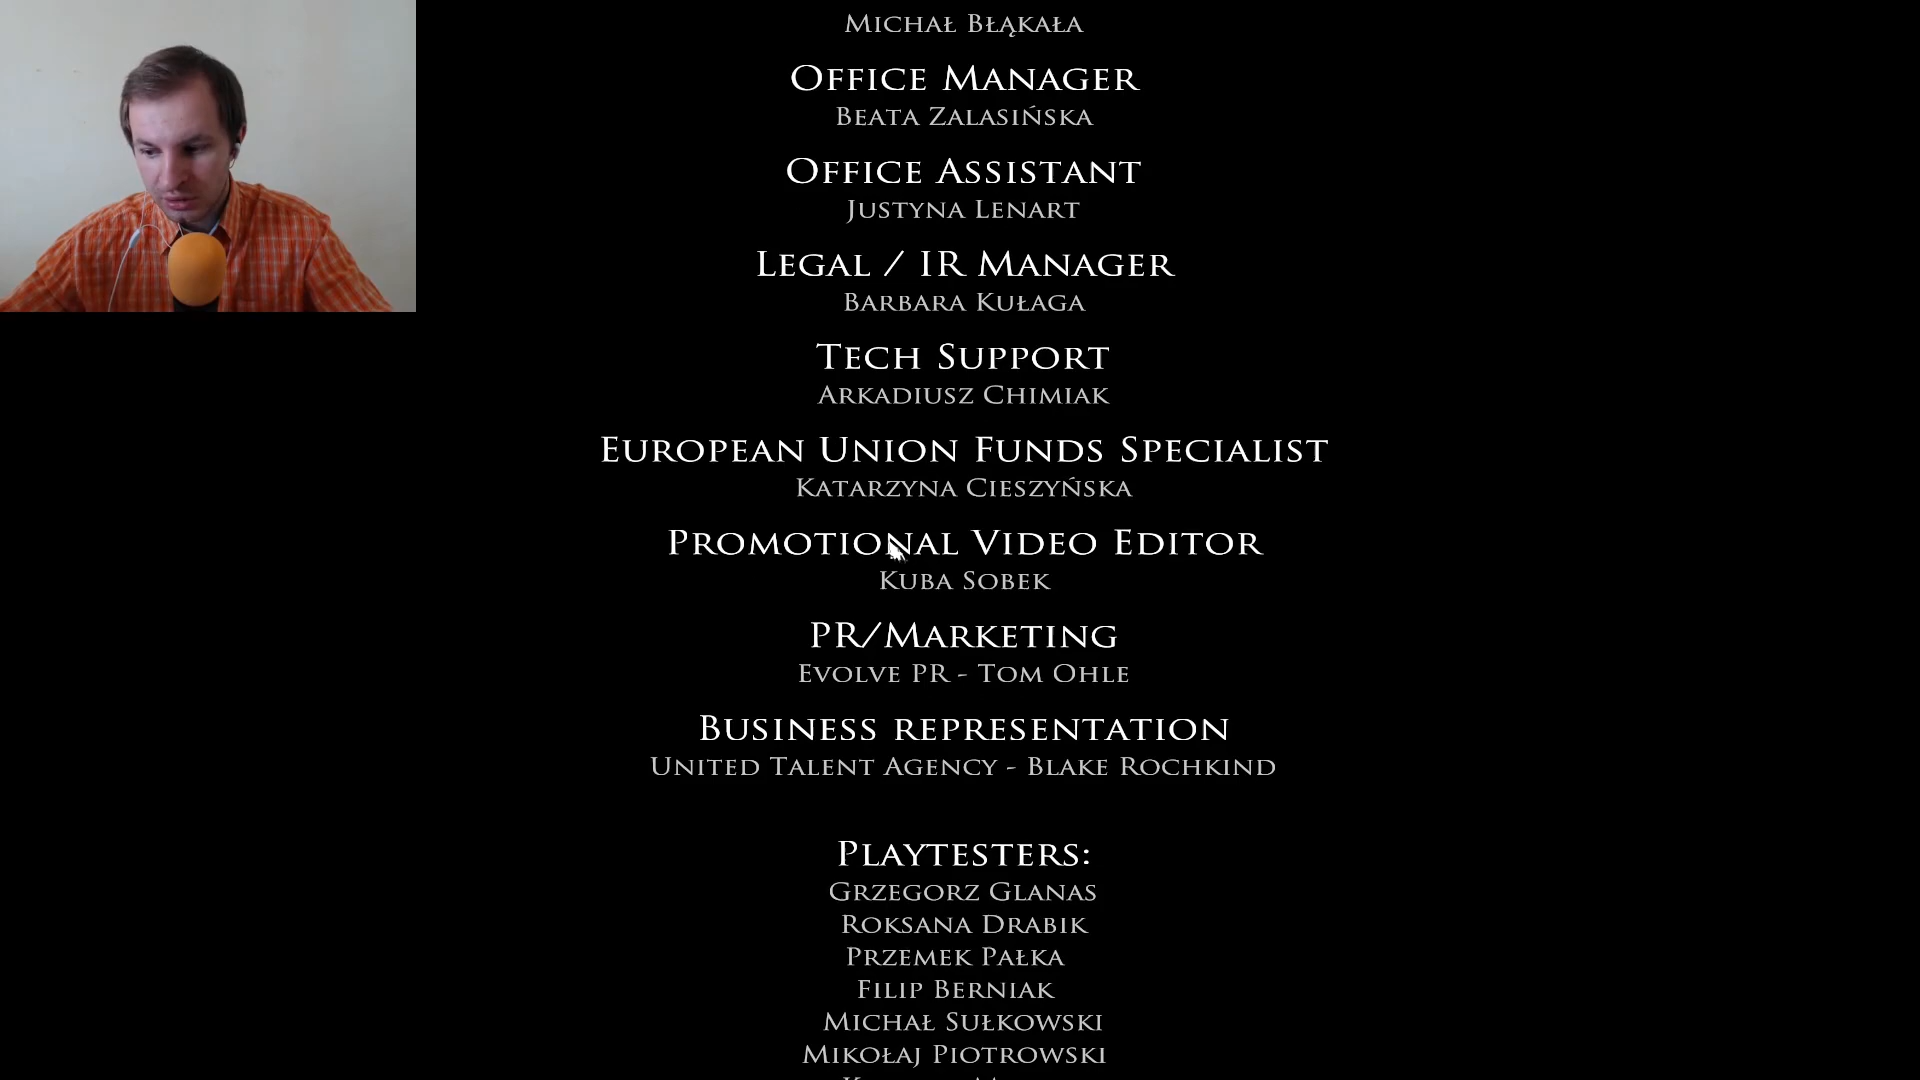 Michał Błąkała
Office Manager
Beata Zalasińska
Office Assistant
Justyna Lenart
Legal / IR Manager
Barbara Kułaga
Tech Support
Arkadiusz Chimiak
European Union Funds Specialist
Katarzyna Cieszyńska
Promotional Video Editor
Kuba Sobek
PR/Marketing
Evolve PR - Tom Ohle
Business representation
United Talent Agency - Blake Rochkind
Playtesters:
Grzegorz Glanas
Roksana Drabik
Przemek Pałka
Filip Berniak
Michał Sułkowski
Mikołaj Piotrowski